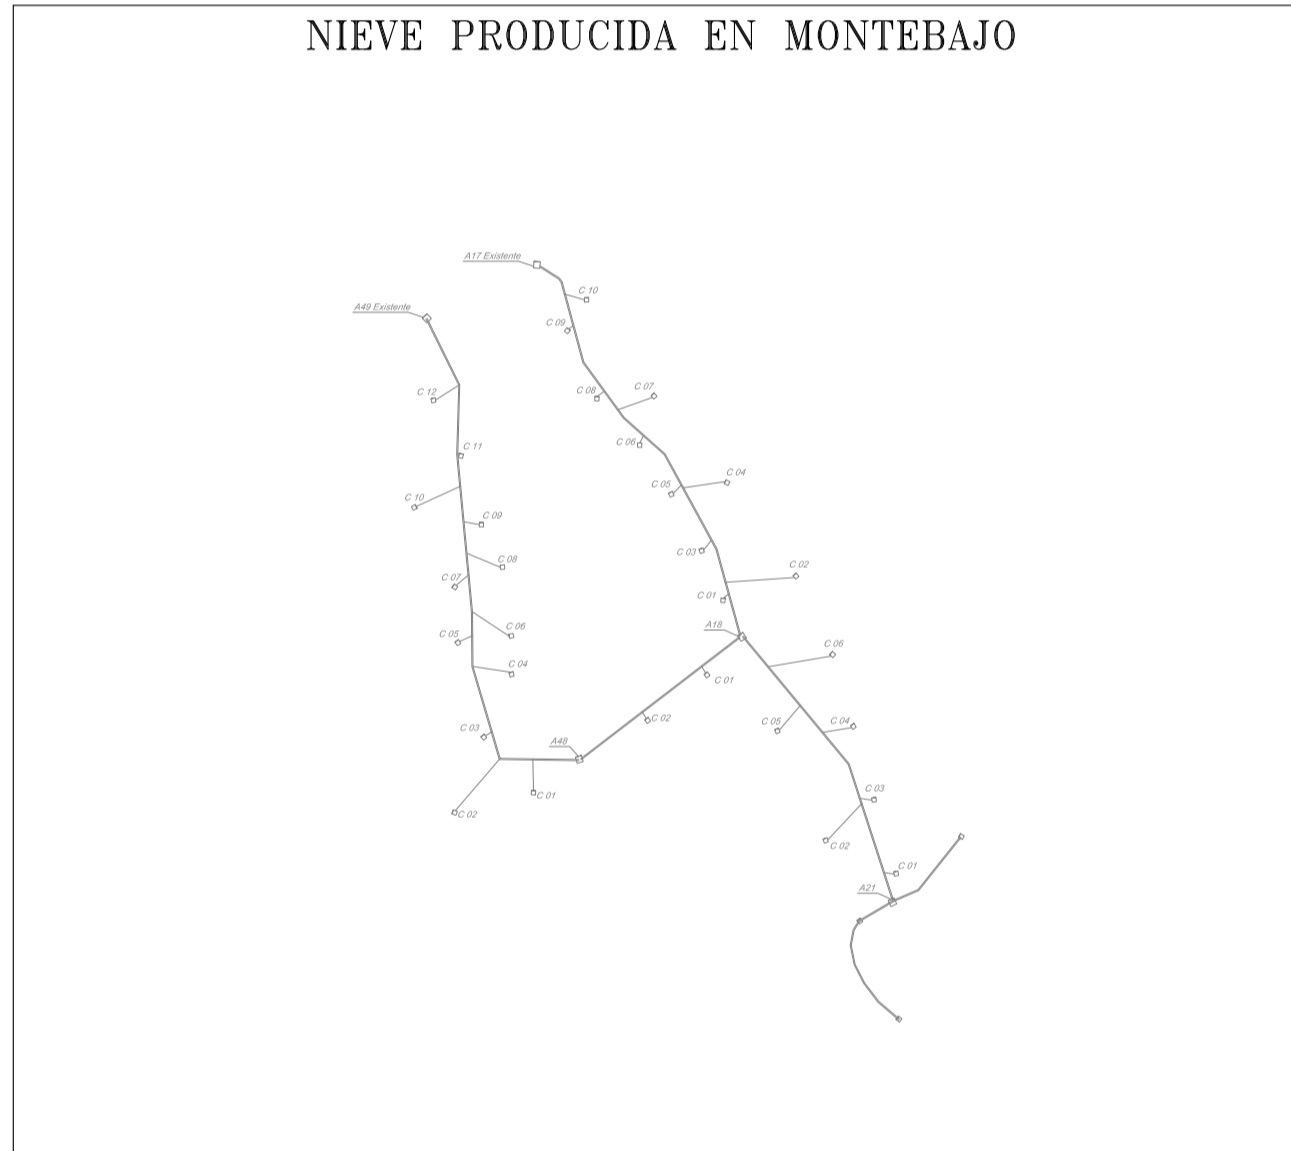 NIEVE PRODUCIDA EN MONTEBAJO
A17 Existente
C 10
A49 Existente
C 09
C 07
C 08
C 12
C 06
C 11
C 04
C 05
C 10
C 09
C 03
C 08
C 02
C 07
C 01
A18
C 06
C 05
C 06
C 04
C 01
C 02
C 05
C 04
C 03
A48
C 03
C 01
C 02
C 02
C 01
A21